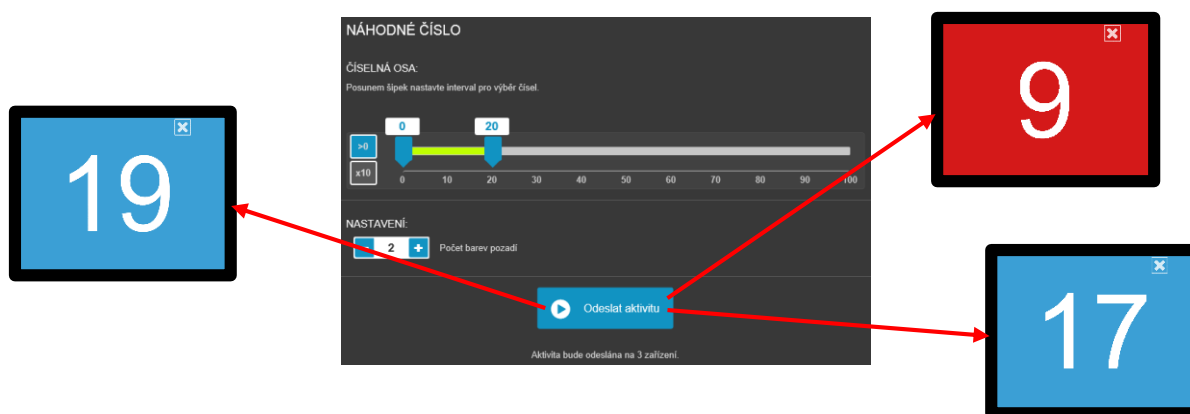 NÁHODNÉ ČÍSLO
ČÍSELNÁ OSA:
Posunem šipek nastavte interval pro výběr čísel.
0 20
>0
x10
0 10 20 30 40 50 60 70 80 90 100
NASTAVENÍ:
- 2 + Počet barev pozadí
Odeslat aktivitu
Aktivita bude odeslána na 3 zařízení.
19
9
17